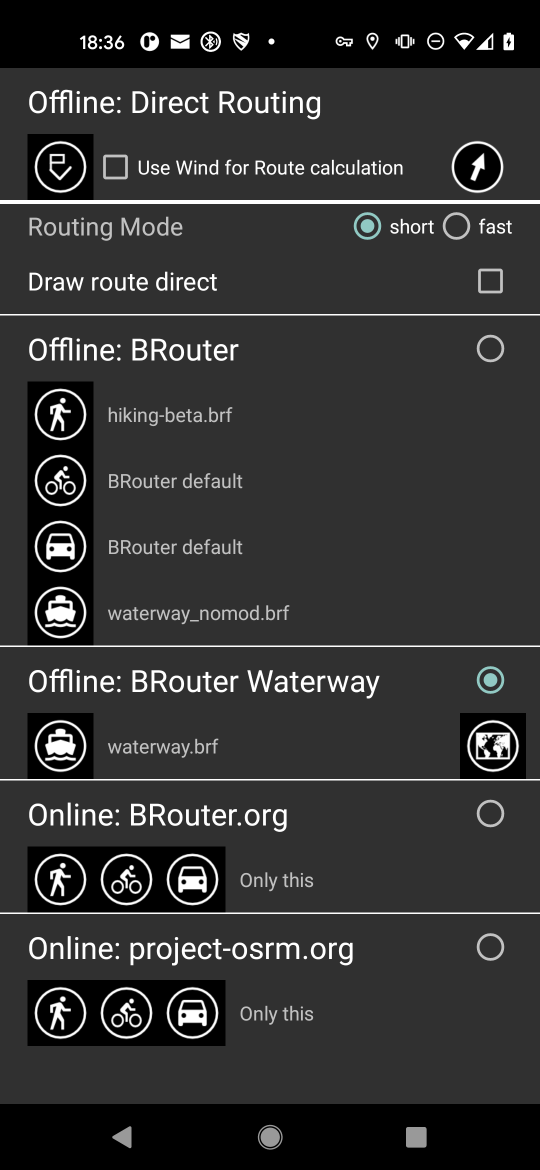 18:36
Offline: Direct Routing
Use Wind for Route calculation
Routing Mode short fast
Draw route direct
Offline: BRouter
hiking-beta.brf
BRouter default
BRouter default
waterway_nomod.brf
Offline: BRouter Waterway
waterway.brf
Online: BRouter.org
Only this
Online: project-osrm.org
Only this